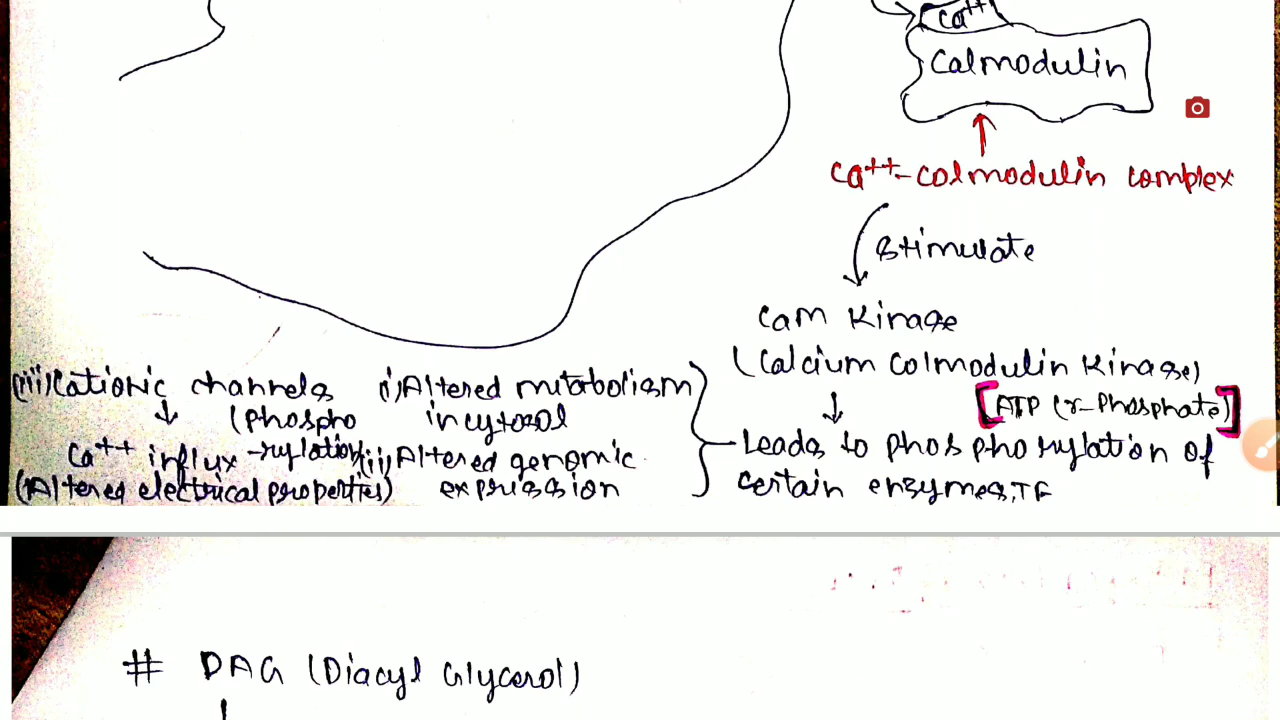 Ca++
Calmodulin
Ca++-colmodulin complex
Stimulate
Cam Kinase
(Calcium Colmodulin Kinase)
[ATP (γ-Phosphate)]
Leads to phosphorylation of
certain enzymes, TF
(i) Altered metabolism
in cytosol
(ii) Altered genomic
expression
(iii) Cationic channels
(Phospho
-rylation)
Ca++ influx
(Altered electrical properties)
# DAG (Diacyl Glycerol)